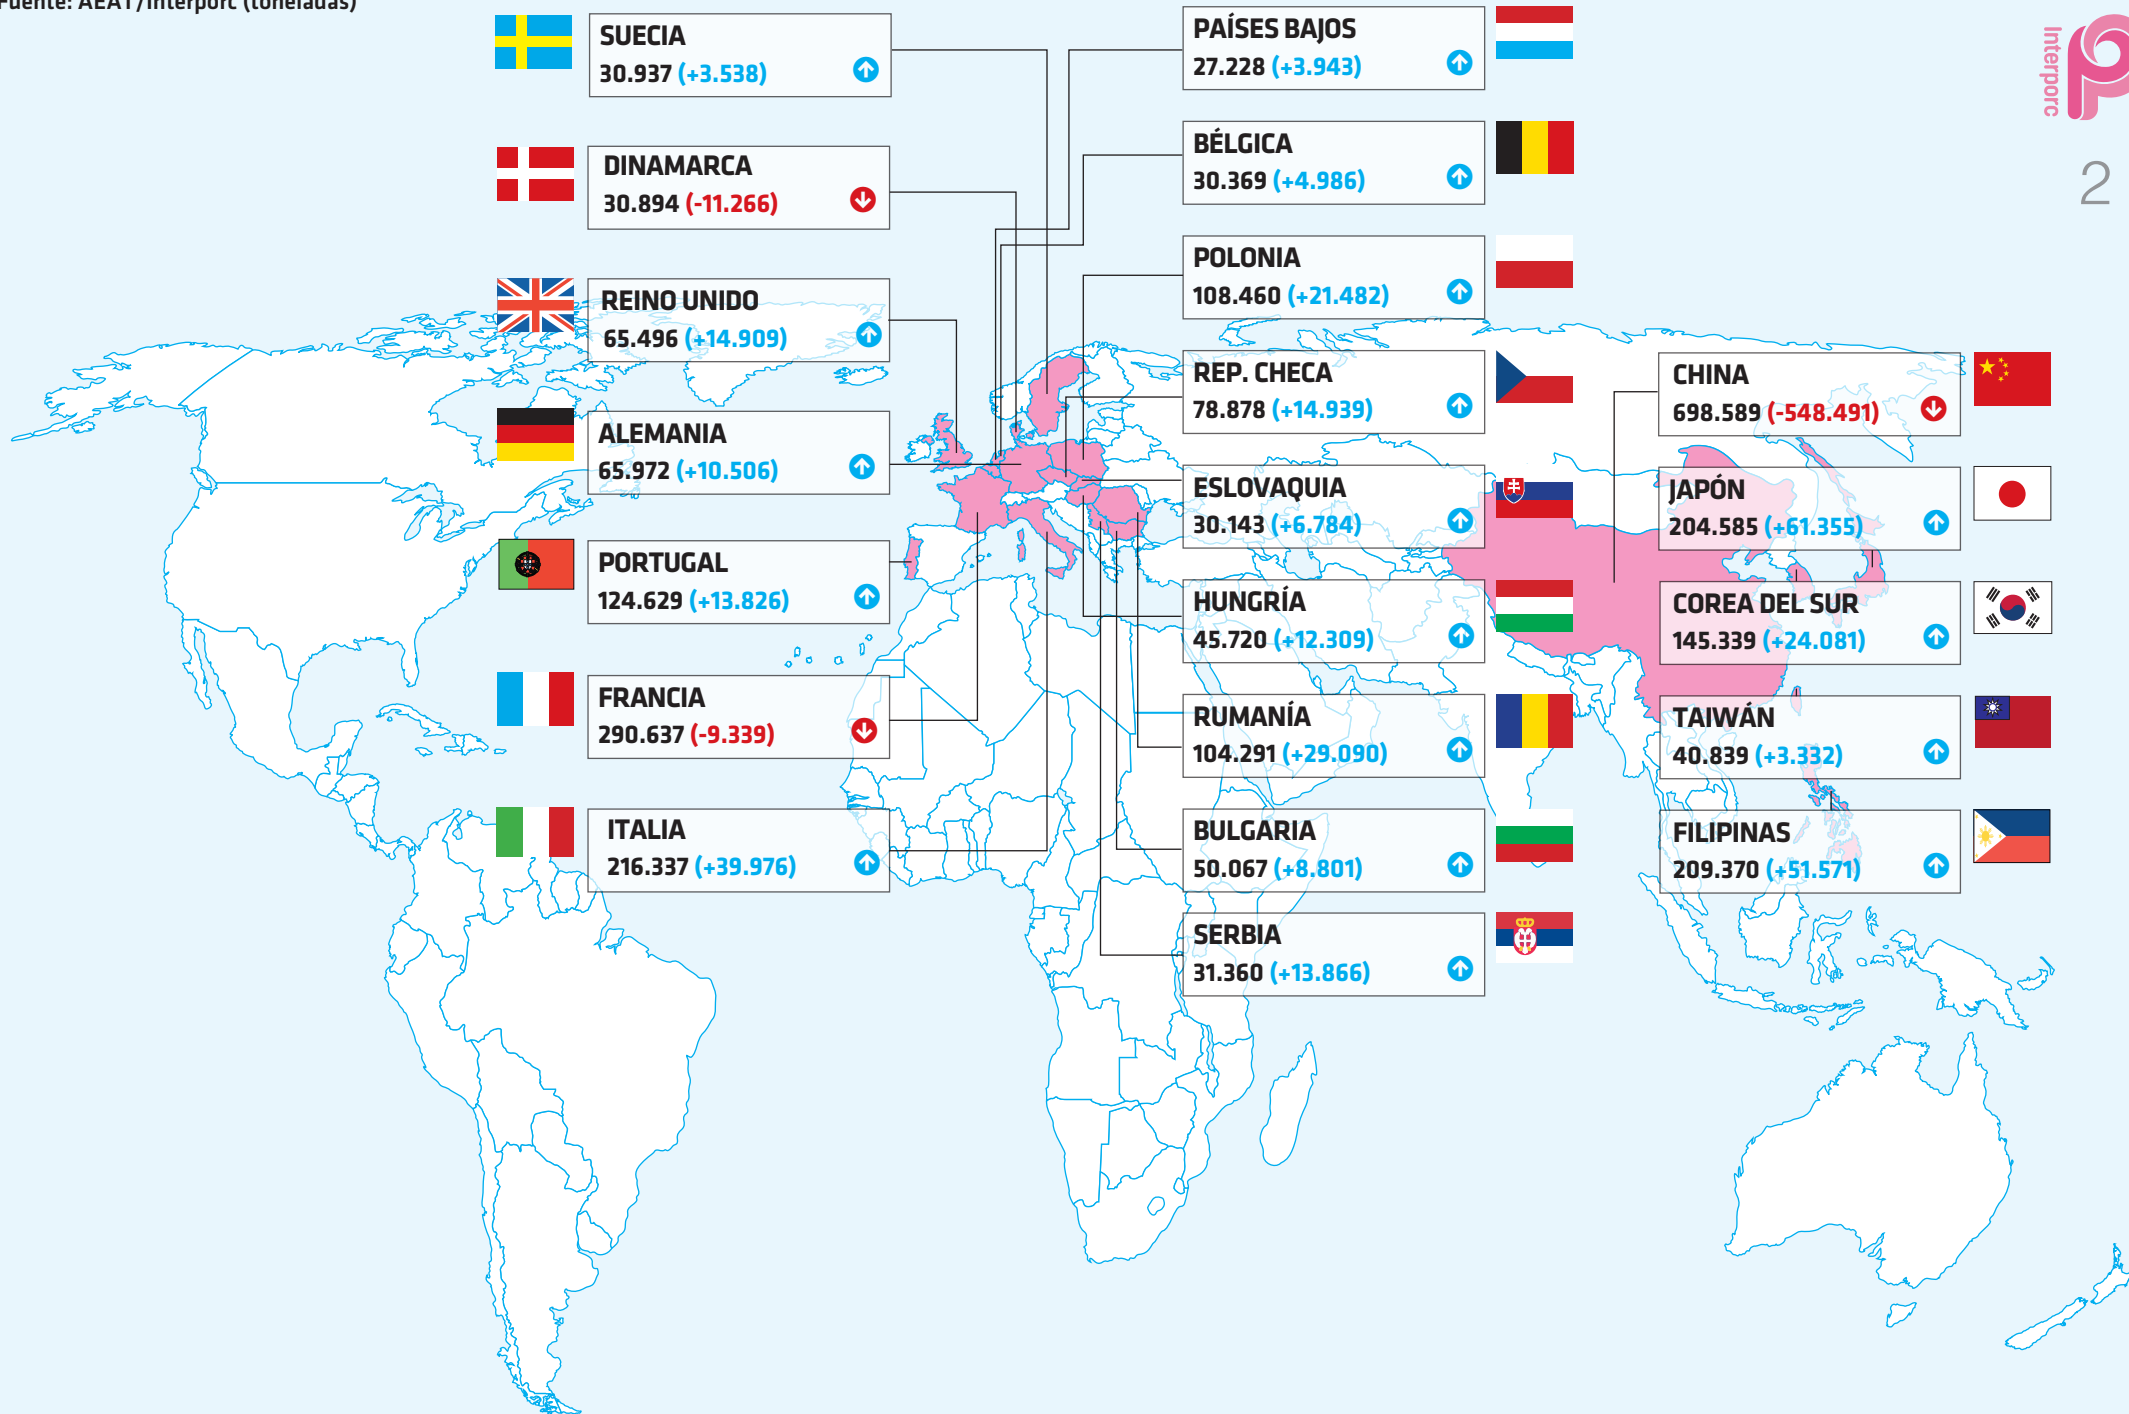 Fuente: AEAT/Interporc (toneladas)
Interporc
2
SUECIA
30.937 (+3.538)
DINAMARCA
30.894 (-11.266)
REINO UNIDO
65.496 (+14.909)
ALEMANIA
65.972 (+10.506)
PORTUGAL
124.629 (+13.826)
FRANCIA
290.637 (-9.339)
ITALIA
216.337 (+39.976)
PAÍSES BAJOS
27.228 (+3.943)
BÉLGICA
30.369 (+4.986)
POLONIA
108.460 (+21.482)
REP. CHECA
78.878 (+14.939)
ESLOVAQUIA
30.143 (+6.784)
HUNGRÍA
45.720 (+12.309)
RUMANÍA
104.291 (+29.090)
BULGARIA
50.067 (+8.801)
SERBIA
31.360 (+13.866)
CHINA
698.589 (-548.491)
JAPÓN
204.585 (+61.355)
COREA DEL SUR
145.339 (+24.081)
TAIWÁN
40.839 (+3.332)
FILIPINAS
209.370 (+51.571)